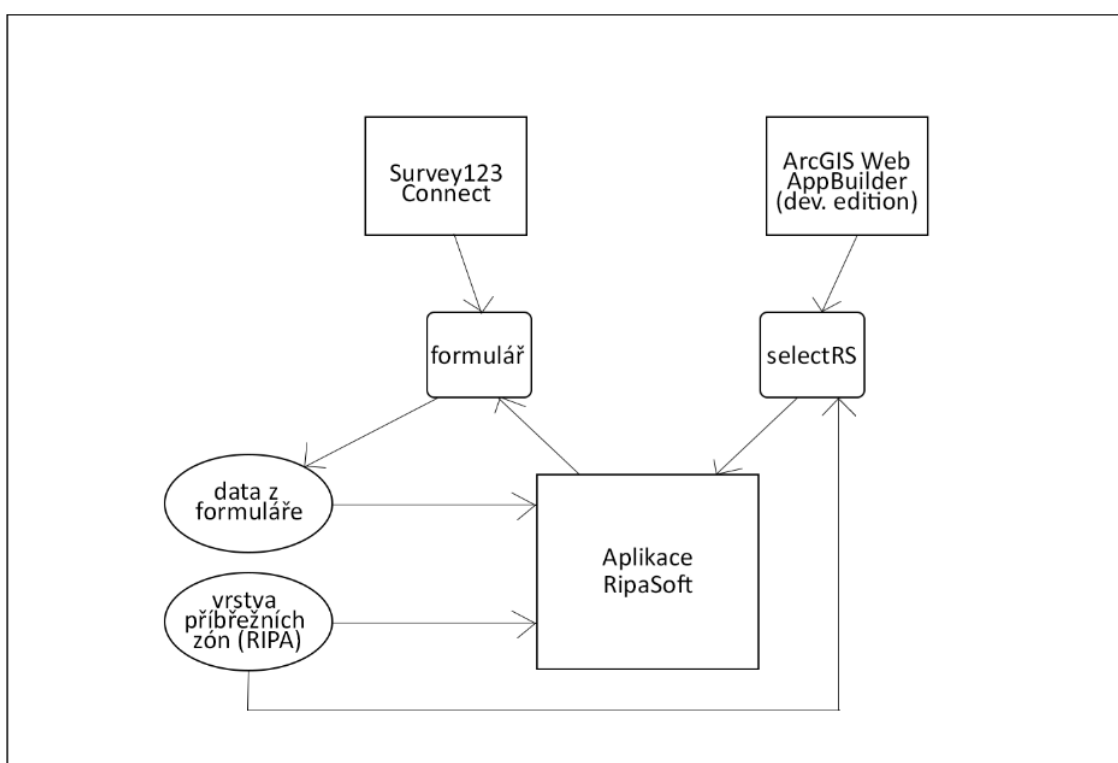 Survey123
Connect
ArcGIS Web
AppBuilder
(dev. edition)
formulář
selectRS
data z
formuláře
Aplikace
RipaSoft
vrstva
příbřežních
zón (RIPA)